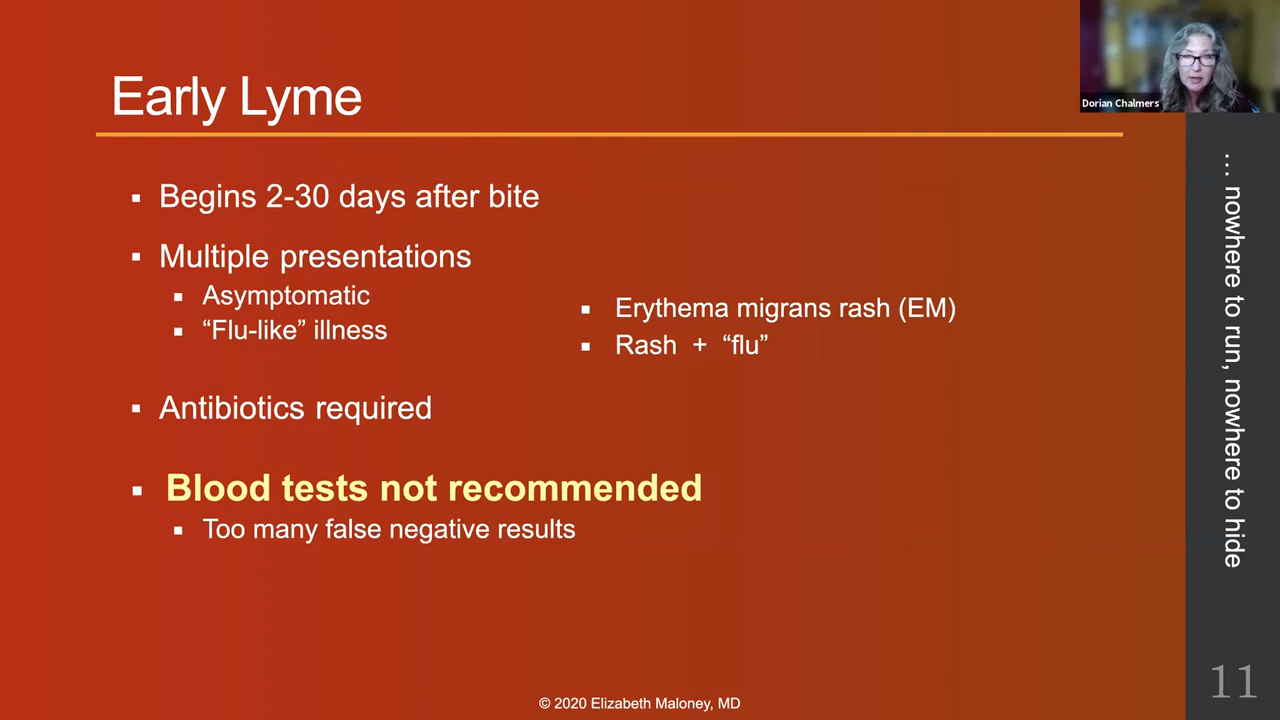 Early Lyme
Dorian Chalmers
▪ Begins 2-30 days after bite
▪ Multiple presentations
▪ Asymptomatic
▪ “Flu-like” illness
▪ Erythema migrans rash (EM)
▪ Rash + “flu”
▪ Antibiotics required
▪ Blood tests not recommended
▪ Too many false negative results
… nowhere to run, nowhere to hide
11
© 2020 Elizabeth Maloney, MD